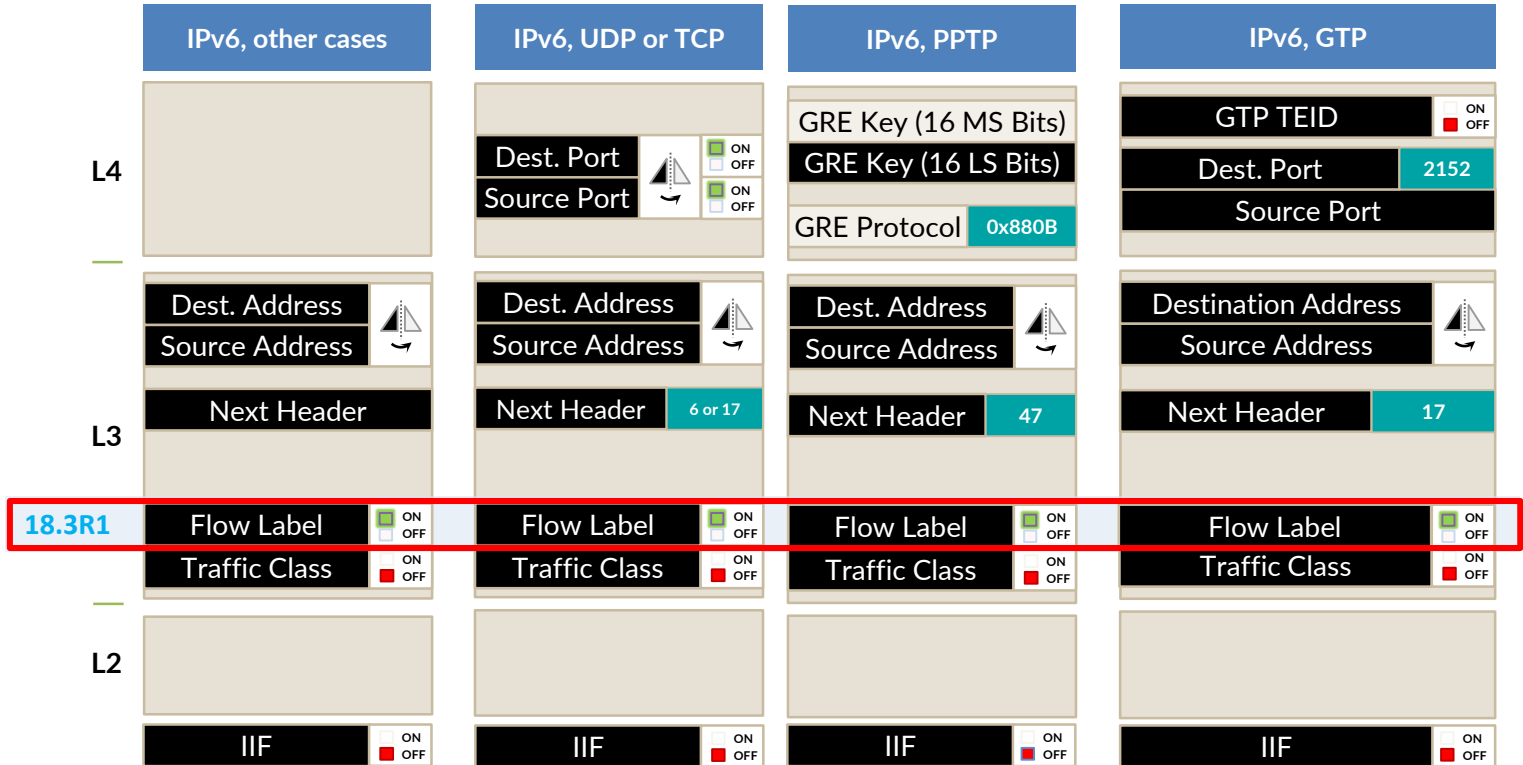 IPv6, other cases
IPv6, UDP or TCP
IPv6, PPTP
IPv6, GTP
L4
Dest. Port
ON
OFF
Source Port
ON
OFF
GRE Key (16 MS Bits)
GRE Key (16 LS Bits)
GRE Protocol 0x880B
GTP TEID
ON
OFF
Dest. Port 2152
Source Port
L3
Dest. Address
Source Address
Next Header
Dest. Address
Source Address
Next Header 6 or 17
Dest. Address
Source Address
Next Header 47
Destination Address
Source Address
Next Header 17
18.3R1
Flow Label
ON
OFF
Flow Label
ON
OFF
Flow Label
ON
OFF
Flow Label
ON
OFF
Traffic Class
ON
OFF
Traffic Class
ON
OFF
Traffic Class
ON
OFF
Traffic Class
ON
OFF
L2
IIF
ON
OFF
IIF
ON
OFF
IIF
ON
OFF
IIF
ON
OFF